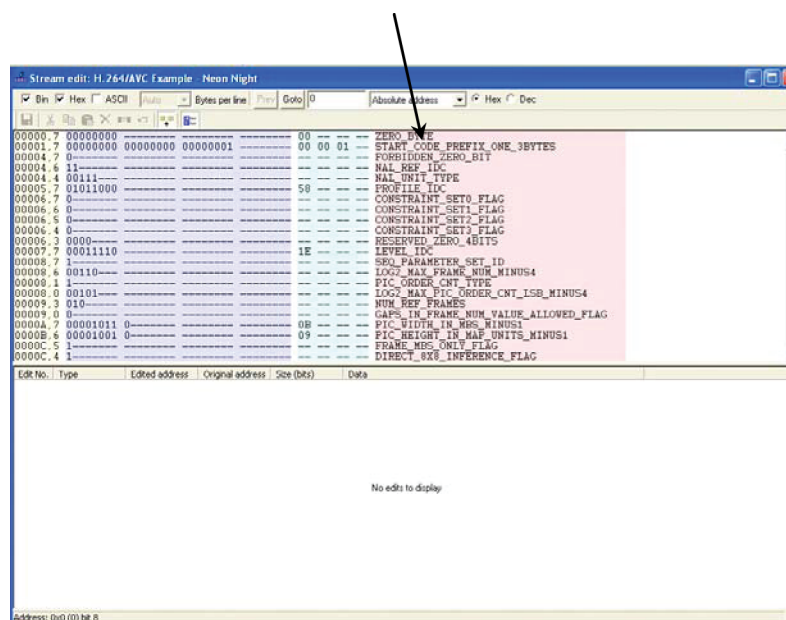 Stream edit: H.264/AVC Example - Neon Night
Bin Hex ASCII Auto Bytes per line Prev Goto 0 Absolute address Hex Dec
00000.7 00000000 -------- -------- -------- 00 -- -- -- ZERO_BYTE
00001.7 00000000 00000000 00000001 -------- 00 00 01 -- START_CODE_PREFIX_ONE_3BYTES
00004.7 0------- -------- -------- -------- -- -- -- -- FORBIDDEN_ZERO_BIT
00004.6 11------ -------- -------- -------- -- -- -- -- NAL_REF_IDC
00004.4 00111--- -------- -------- -------- -- -- -- -- NAL_UNIT_TYPE
00005.7 01011000 -------- -------- -------- 58 -- -- -- PROFILE_IDC
00006.7 0------- -------- -------- -------- -- -- -- -- CONSTRAINT_SET0_FLAG
00006.6 0------- -------- -------- -------- -- -- -- -- CONSTRAINT_SET1_FLAG
00006.5 0------- -------- -------- -------- -- -- -- -- CONSTRAINT_SET2_FLAG
00006.4 0------- -------- -------- -------- -- -- -- -- CONSTRAINT_SET3_FLAG
00006.3 0000---- -------- -------- -------- -- -- -- -- RESERVED_ZERO_4BITS
00007.7 00011110 -------- -------- -------- 1E -- -- -- LEVEL_IDC
00008.7 1------- -------- -------- -------- -- -- -- -- SEQ_PARAMETER_SET_ID
00008.6 00110--- -------- -------- -------- -- -- -- -- LOG2_MAX_FRAME_NUM_MINUS4
00008.1 1------- -------- -------- -------- -- -- -- -- PIC_ORDER_CNT_TYPE
00008.0 00101--- -------- -------- -------- -- -- -- -- LOG2_MAX_PIC_ORDER_CNT_LSB_MINUS4
00009.3 010----- -------- -------- -------- -- -- -- -- NUM_REF_FRAMES
00009.0 0------- -------- -------- -------- -- -- -- -- GAPS_IN_FRAME_NUM_VALUE_ALLOWED_FLAG
0000A.7 00001011 0------- -------- -------- 0B -- -- -- PIC_WIDTH_IN_MBS_MINUS1
0000B.6 00001001 0------- -------- -------- 09 -- -- -- PIC_HEIGHT_IN_MAP_UNITS_MINUS1
0000C.5 1------- -------- -------- -------- -- -- -- -- FRAME_MBS_ONLY_FLAG
0000C.4 1------- -------- -------- -------- -- -- -- -- DIRECT_8X8_INFERENCE_FLAG
Edit No. Type Edited address Original address Size (bits) Data
No edits to display
Address: 0x0 (0) bit 8